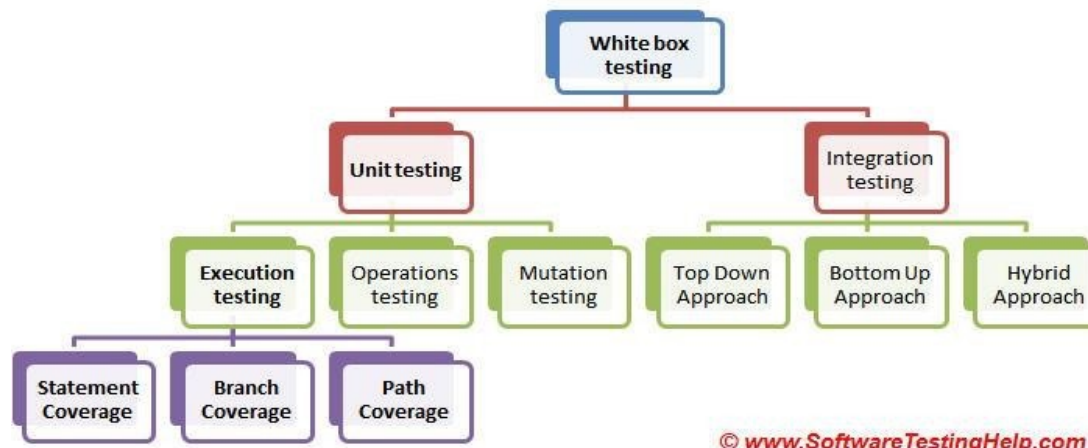 White box
testing
Unit testing
Integration
testing
Execution
testing
Operations
testing
Mutation
testing
Top Down
Approach
Bottom Up
Approach
Hybrid
Approach
Statement
Coverage
Branch
Coverage
Path
Coverage
© www.SoftwareTestingHelp.com